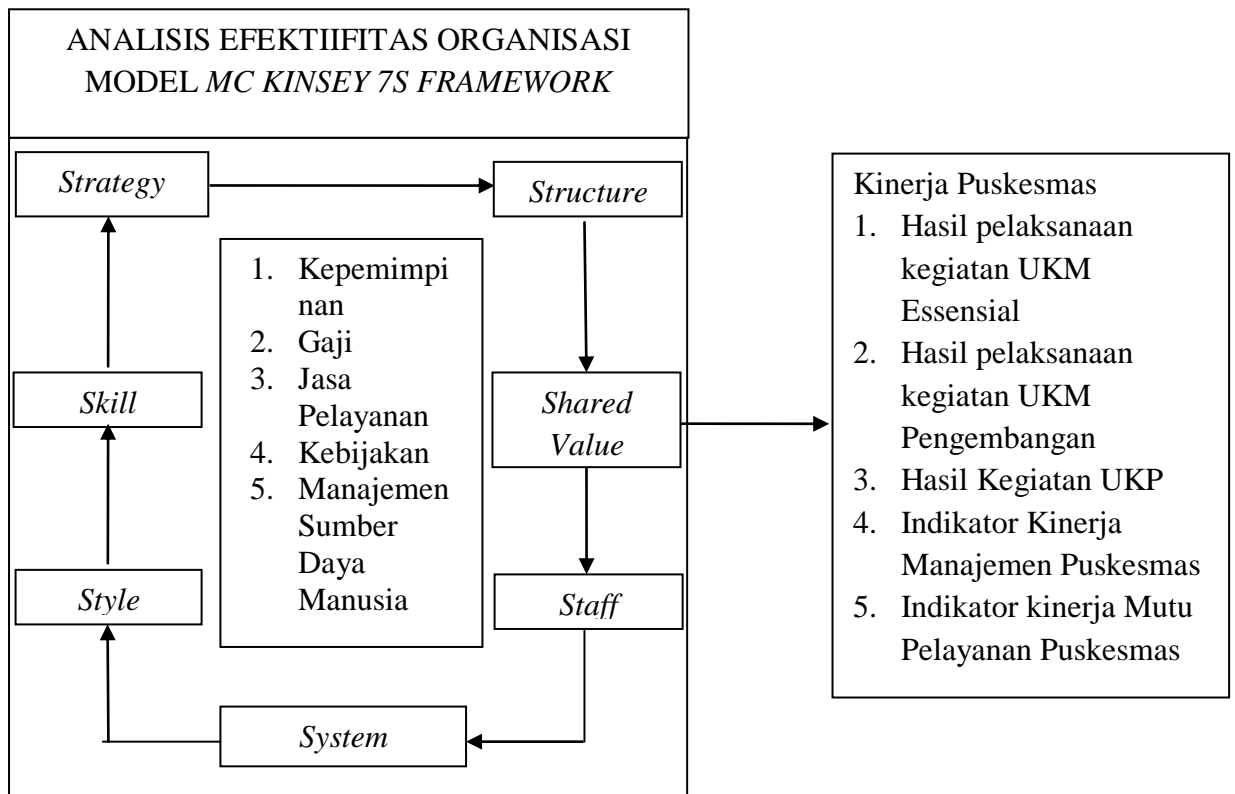 ANALISIS EFEKTIIFITAS ORGANISASI
MODEL MC KINSEY 7S FRAMEWORK
Strategy
Structure
Skill
Shared
Value
Style
Staff
System
1. Kepemimpi
nan
2. Gaji
3. Jasa
Pelayanan
4. Kebijakan
5. Manajemen
Sumber
Daya
Manusia
Kinerja Puskesmas
1. Hasil pelaksanaan
kegiatan UKM
Essensial
2. Hasil pelaksanaan
kegiatan UKM
Pengembangan
3. Hasil Kegiatan UKP
4. Indikator Kinerja
Manajemen Puskesmas
5. Indikator kinerja Mutu
Pelayanan Puskesmas